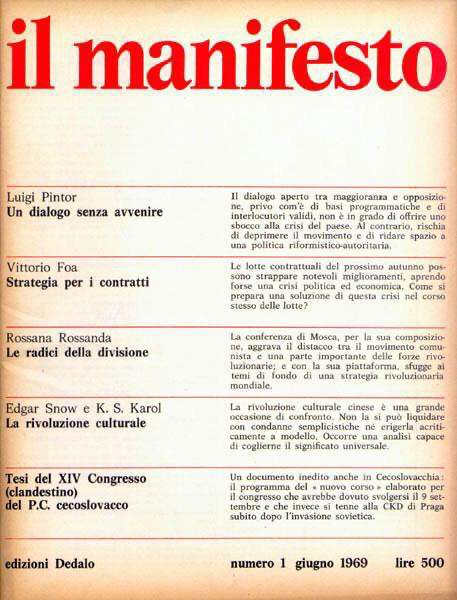 il manifesto
Luigi Pintor
Un dialogo senza avvenire
Il dialogo aperto tra maggioranza e opposizio-
ne, privo com'è di basi programmatiche e di
interlocutori validi, non è in grado di offrire uno
sbocco alla crisi del paese. Al contrario, rischia
di deprimere il movimento e di ridare spazio a
una politica riformistico-autoritaria.
Vittorio Foa
Strategia per i contratti
Le lotte contrattuali del prossimo autunno pos-
sono strappare notevoli miglioramenti, aprendo
forse una crisi politica ed economica. Come si
prepara una soluzione di questa crisi nel corso
stesso delle lotte?
Rossana Rossanda
Le radici della divisione
La conferenza di Mosca, per la sua composizio-
ne, aggrava il distacco tra il movimento comu-
nista e una parte importante delle forze rivo-
luzionarie; e con la sua piattaforma, sfugge ai
temi di fondo di una strategia rivoluzionaria
mondiale.
Edgar Snow e K. S. Karol
La rivoluzione culturale
La rivoluzione culturale cinese è una grande
occasione di confronto. Non la si può liquidare
con condanne semplicistiche né erigerla acriti-
camente a modello. Occorre una analisi capace
di coglierne il significato universale.
Tesi del XIV Congresso
(clandestino)
del P.C. cecoslovacco
Un documento inedito anche in Cecoslovacchia:
il programma del « nuovo corso » elaborato per
il congresso che avrebbe dovuto svolgersi il 9 set-
tembre e che invece si tenne alla CKD di Praga
subito dopo l'invasione sovietica.
edizioni Dedalo numero 1 giugno 1969 lire 500